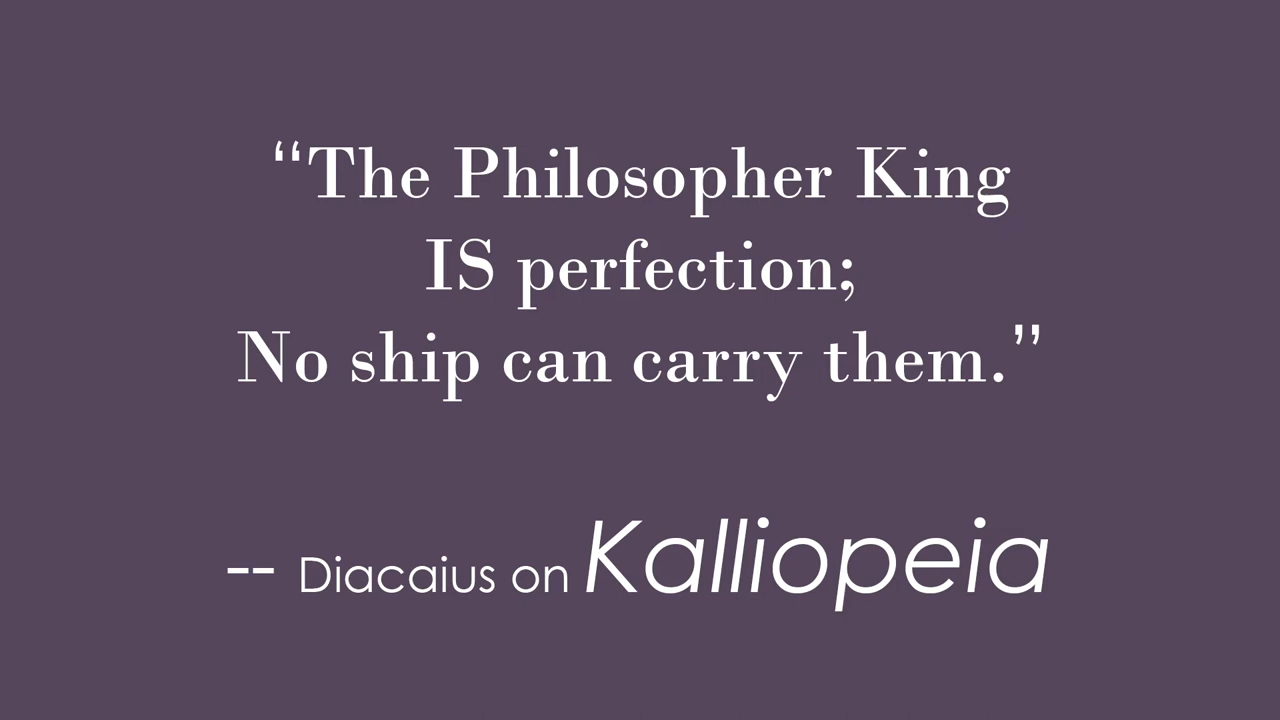 “The Philosopher King
IS perfection;
No ship can carry them.”
-- Diacaius on Kalliopeia